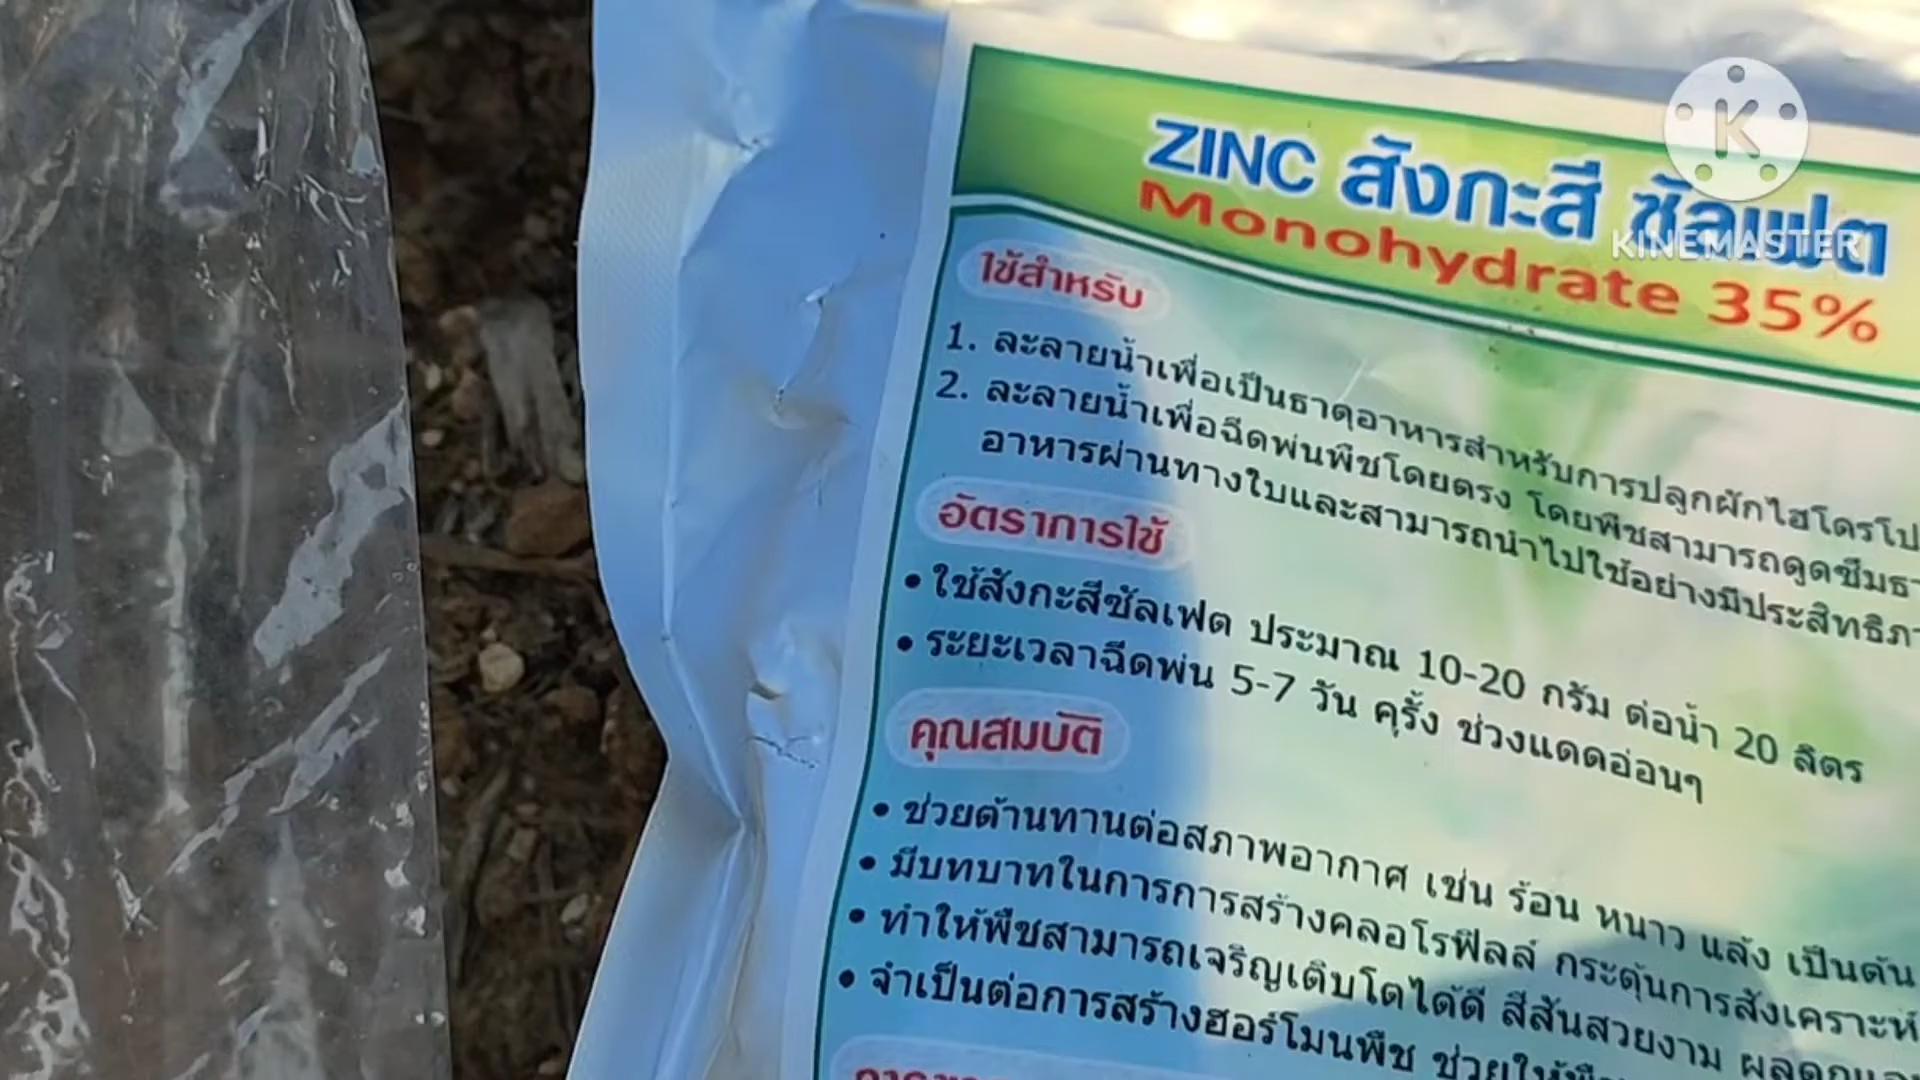 ZINC สังกะสี ซัลเฟต
Monohydrate 35%
KINEMASTER
ใช้สำหรับ
1. ละลายน้ำเพื่อเป็นธาตุอาหารสำหรับการปลูกผักไฮโดรโป
2. ละลายน้ำเพื่อฉีดพ่นพืชโดยตรง โดยพืชสามารถดูดซึมธา
อาหารผ่านทางใบและสามารถนำไปใช้อย่างมีประสิทธิภา
อัตราการใช้
• ใช้สังกะสีซัลเฟต ประมาณ 10-20 กรัม ต่อน้ำ 20 ลิตร
• ระยะเวลาฉีดพ่น 5-7 วัน ครั้ง ช่วงแดดอ่อนๆ
คุณสมบัติ
• ช่วยต้านทานต่อสภาพอากาศ เช่น ร้อน หนาว แล้ง เป็นต้น
• มีบทบาทในการการสร้างคลอโรฟิลล์ กระตุ้นการสังเคราะห์
• ทำให้พืชสามารถเจริญเติบโตได้ดี สีสันสวยงาม
• จำเป็นต่อการสร้างฮอร์โมนพืช ช่วยให้พืช